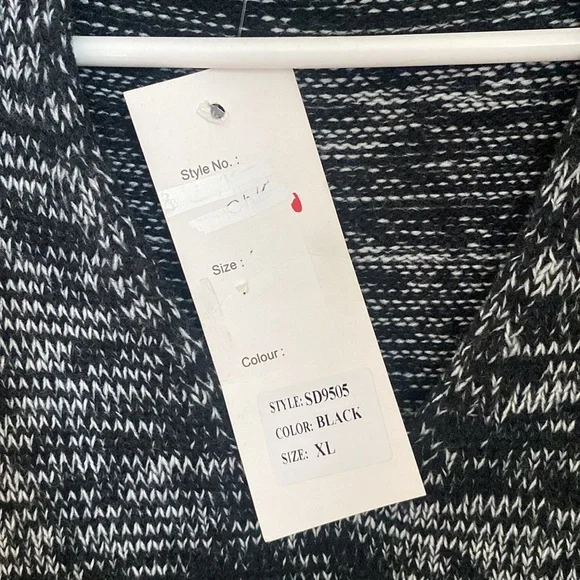 Style No. :
Size :
Colour :
STYLE: SD9505
COLOR: BLACK
SIZE: XL